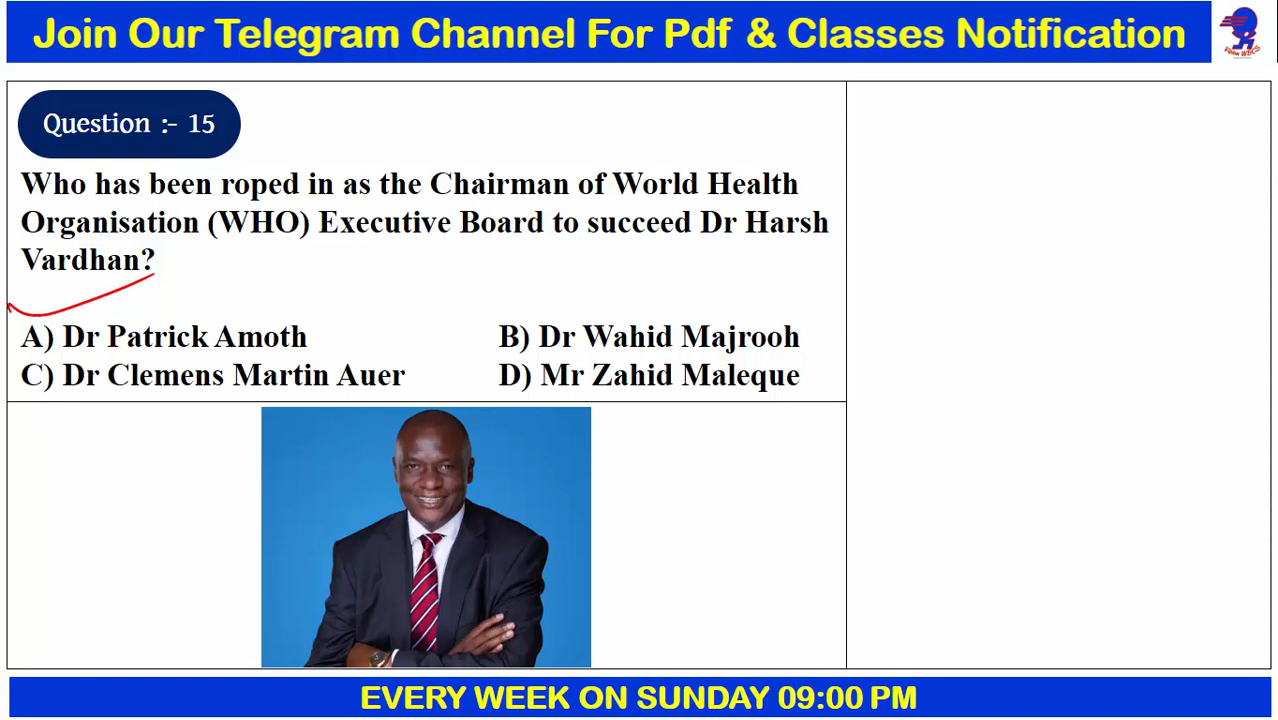 Join Our Telegram Channel For Pdf & Classes Notification
Question :- 15
Who has been roped in as the Chairman of World Health
Organisation (WHO) Executive Board to succeed Dr Harsh
Vardhan?
A) Dr Patrick Amoth
B) Dr Wahid Majrooh
C) Dr Clemens Martin Auer
D) Mr Zahid Maleque
EVERY WEEK ON SUNDAY 09:00 PM